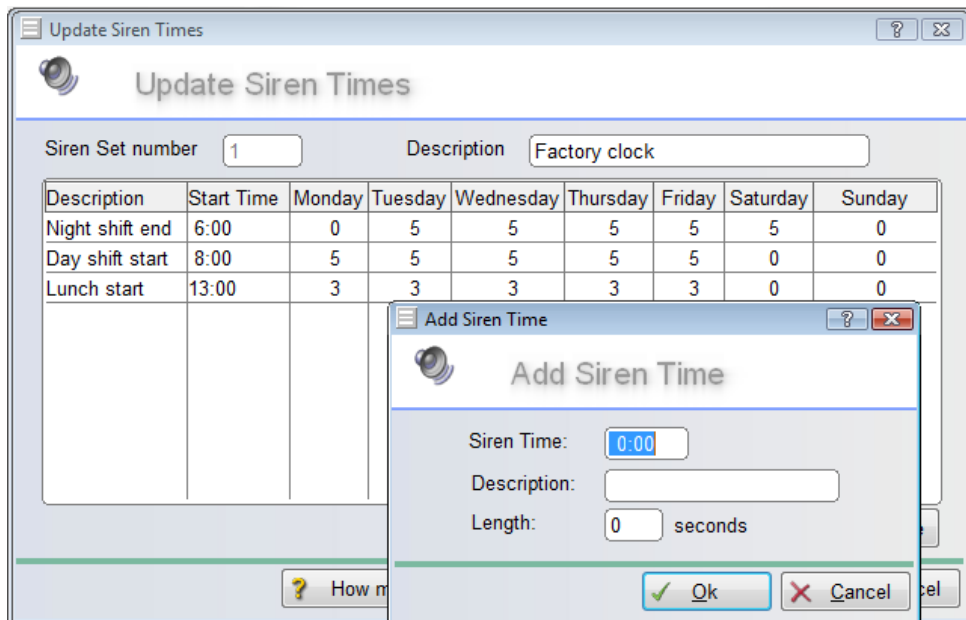 Update Siren Times
Update Siren Times
Siren Set number 1 Description Factory clock
Description Start Time Monday Tuesday Wednesday Thursday Friday Saturday Sunday
Night shift end 6:00 0 5 5 5 5 5 0
Day shift start 8:00 5 5 5 5 5 0 0
Lunch start 13:00 3 3 3 3 3 0 0
Add Siren Time
Add Siren Time
Siren Time: 0:00
Description:
Length: 0 seconds
? How
Ok Cancel